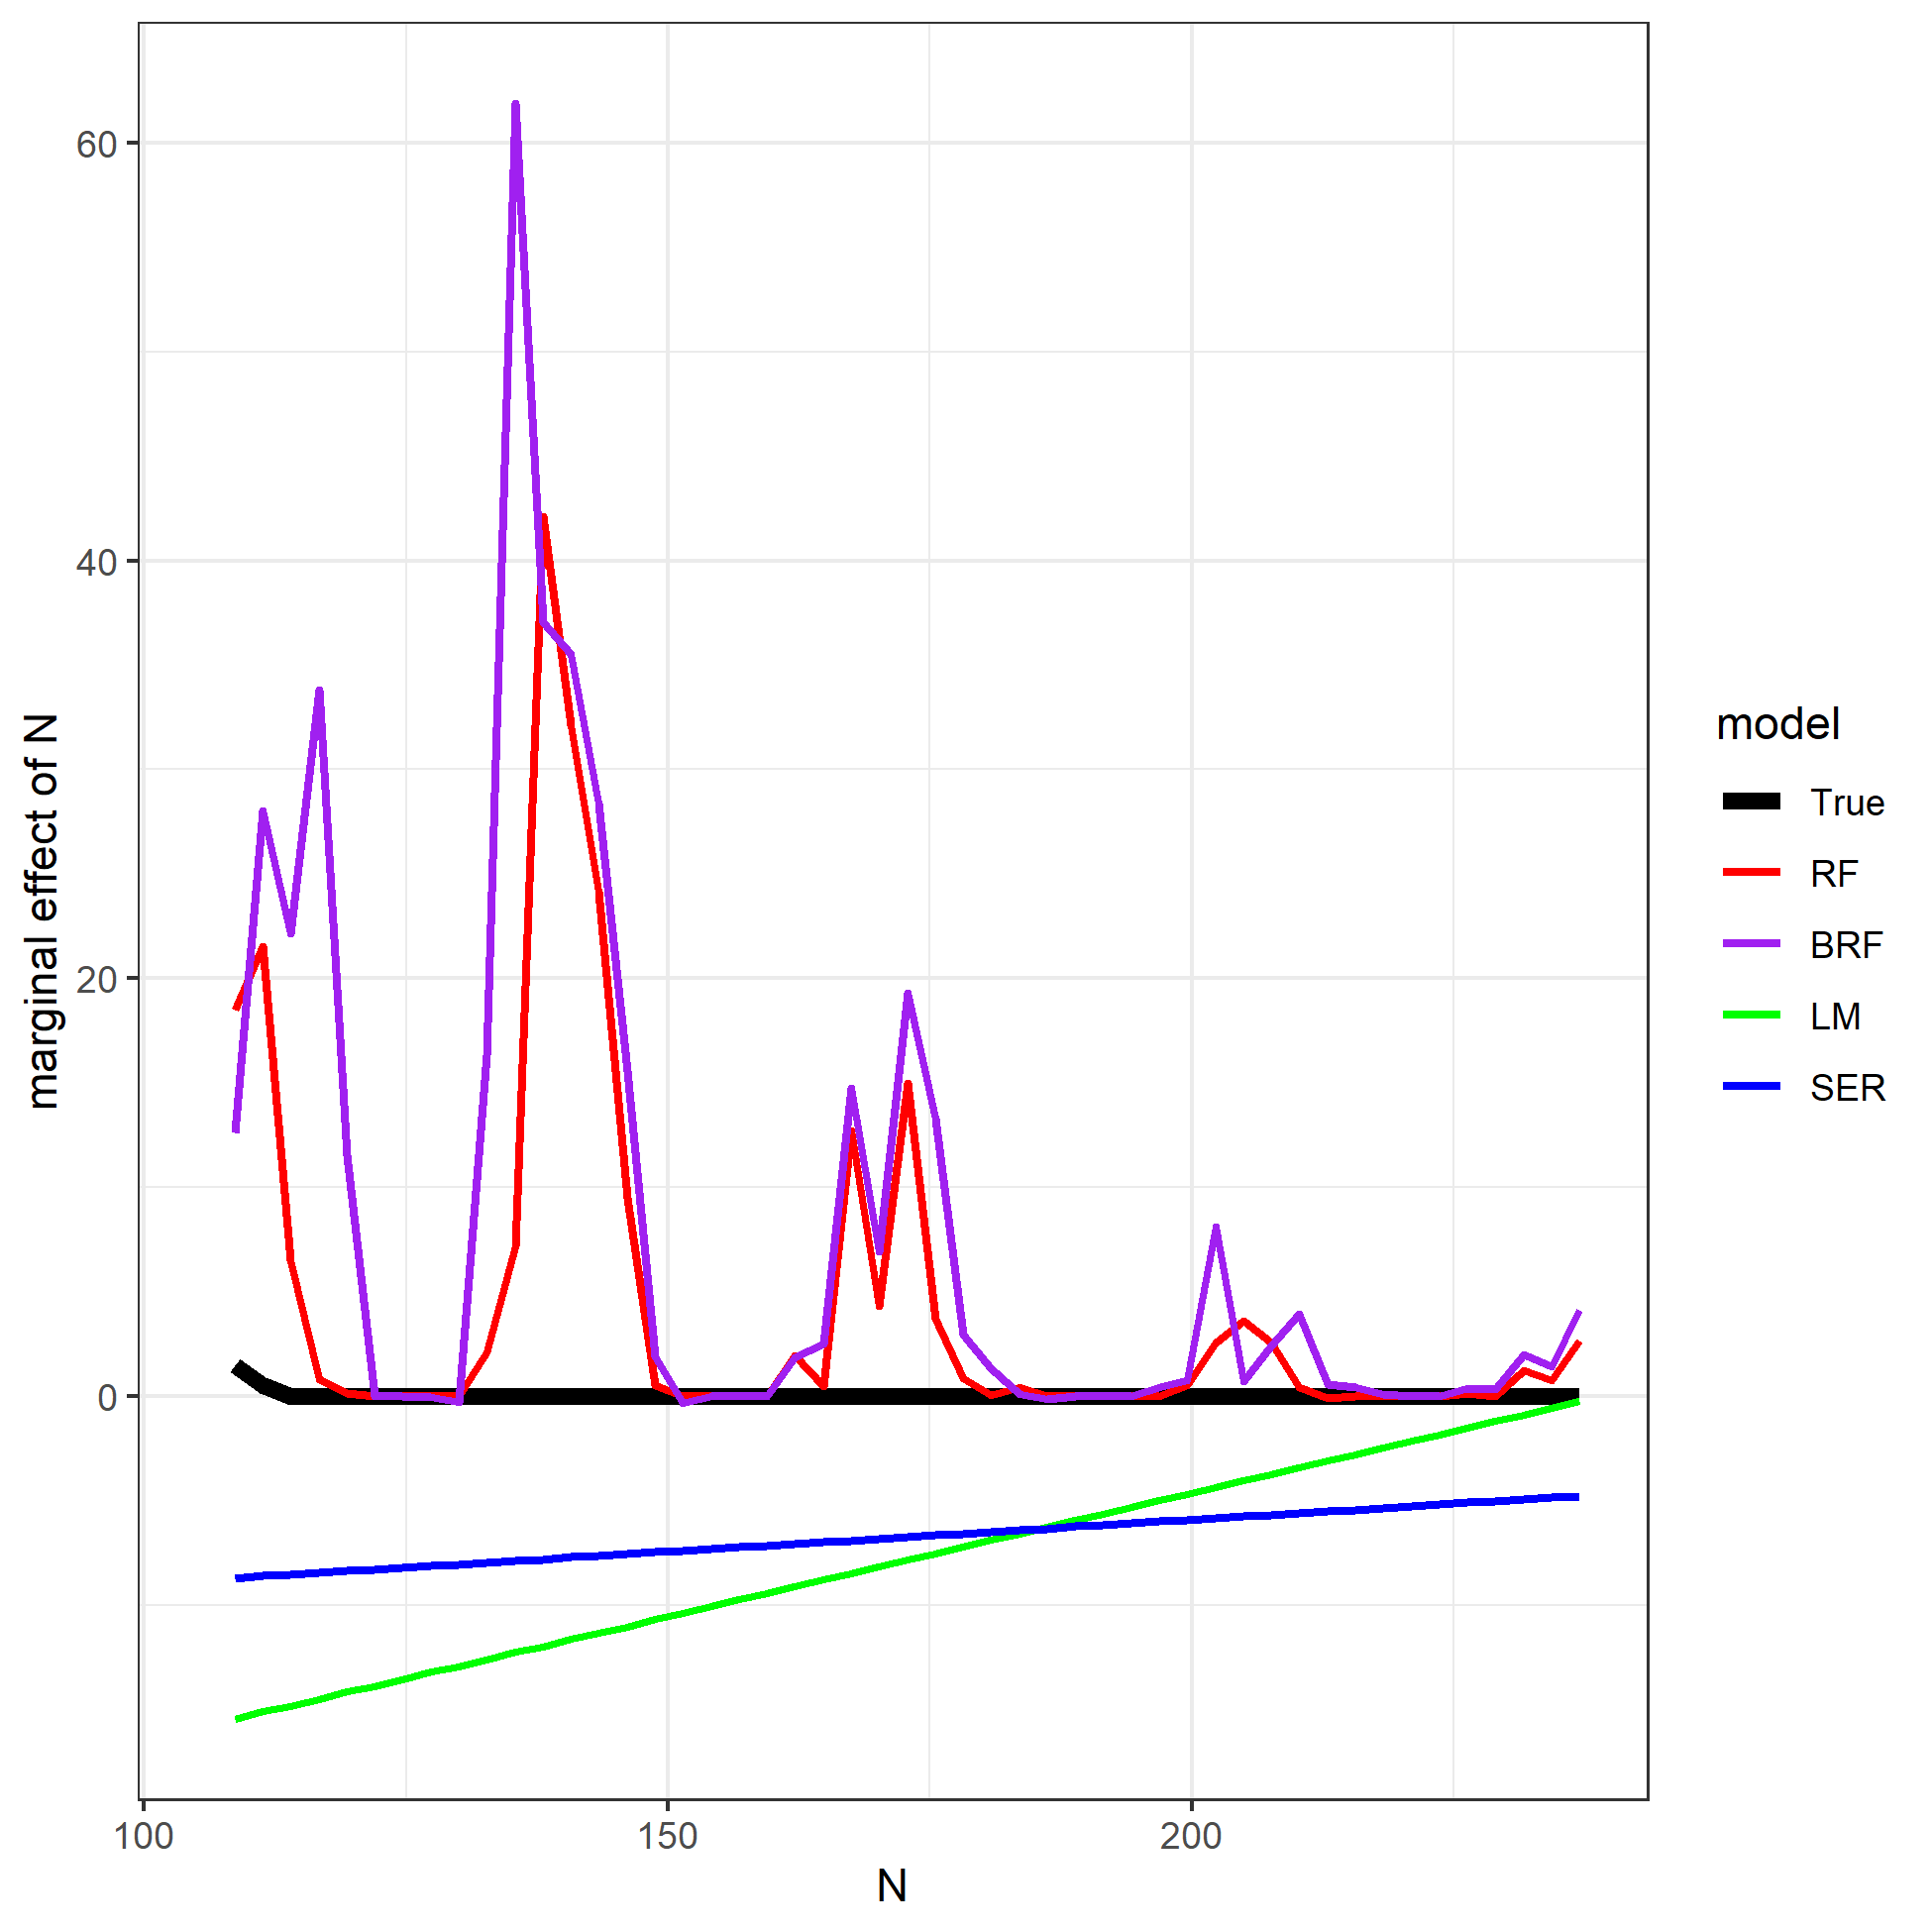 marginal effect of N
60
40
20
0
100
150
200
N
model
True
RF
BRF
LM
SER